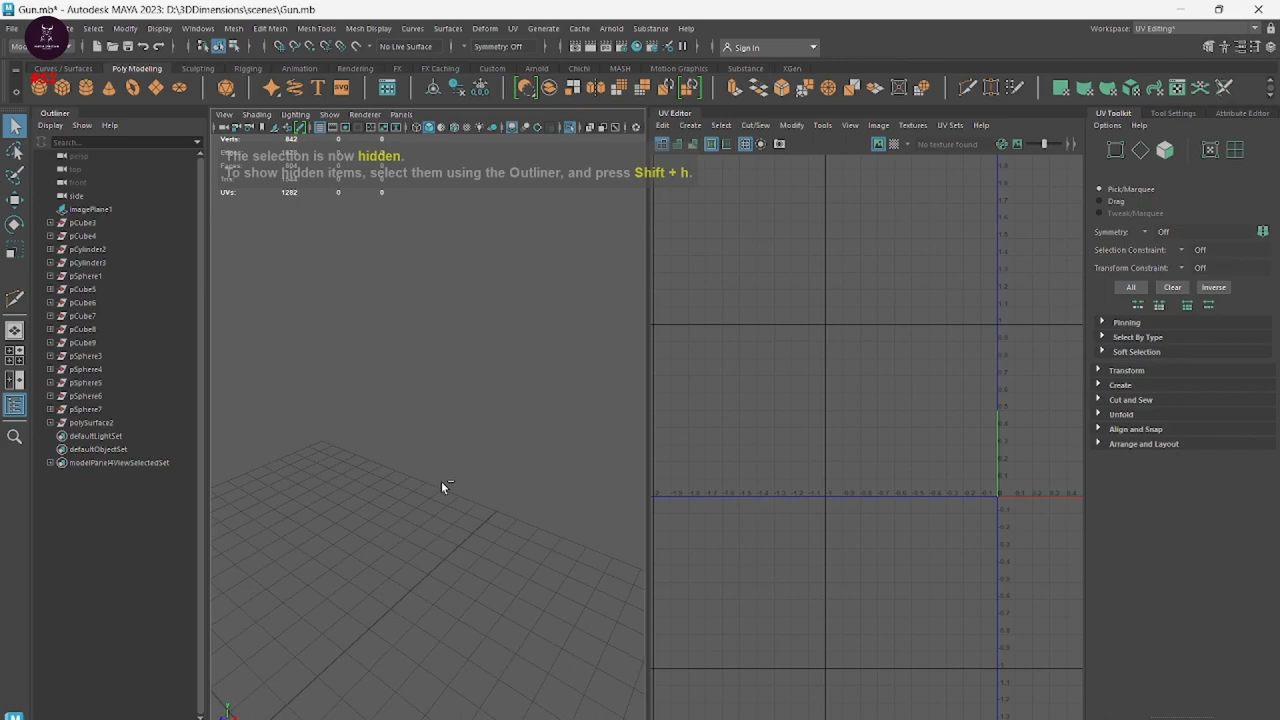 Gun.mb* - Autodesk MAYA 2023: D:\3DDimensions\scenes\Gun.mb
File Select Modify Display Windows Mesh Edit Mesh Mesh Tools Mesh Display Curves Surfaces Deform UV Generate Cache Arnold Substance Help Workspace: UV Editing*
No Live Surface Symmetry: Off Sign In
Curves / Surfaces Poly Modeling Sculpting Rigging Animation Rendering FX FX Caching Custom Arnold MASH Motion Graphics Substance XGen
Outliner
Display Show Help
Search...
persp
top
front
side
imagePlane1
pCube3
pCube4
pCylinder2
pCylinder3
pSphere1
pCube5
pCube6
pCube7
pCube8
pCube9
pSphere3
pSphere4
pSphere5
pSphere6
pSphere7
polySurface2
defaultLightSet
defaultObjectSet
modelPanel4ViewSelectedSet
View Shading Lighting Show Renderer Panels
Verts: 842 0 0
The selection is now hidden.
To show hidden items, select them using the Outliner, and press Shift + h.
UVs: 1282 0 0
UV Editor
Edit Create Select Cut/Sew Modify Tools View Image Textures UV Sets Help
No texture found
UV Toolkit Tool Settings Attribute Editor
Options Help
Pick/Marquee
Drag
Tweak/Marquee
Symmetry: Off
Selection Constraint: Off
Transform Constraint: Off
All Clear Inverse
Pinning
Select By Type
Soft Selection
Transform
Create
Cut and Sew
Unfold
Align and Snap
Arrange and Layout